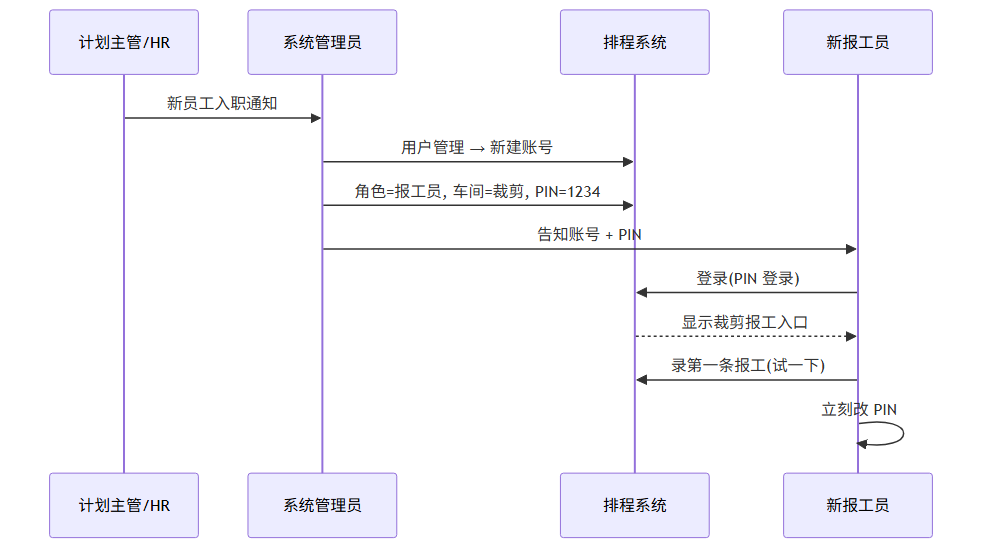 计划主管/HR
系统管理员
排程系统
新报工员
新员工入职通知
用户管理 → 新建账号
角色=报工员, 车间=裁剪, PIN=1234
告知账号 + PIN
登录(PIN 登录)
显示裁剪报工入口
录第一条报工(试一下)
立刻改 PIN
计划主管/HR
系统管理员
排程系统
新报工员